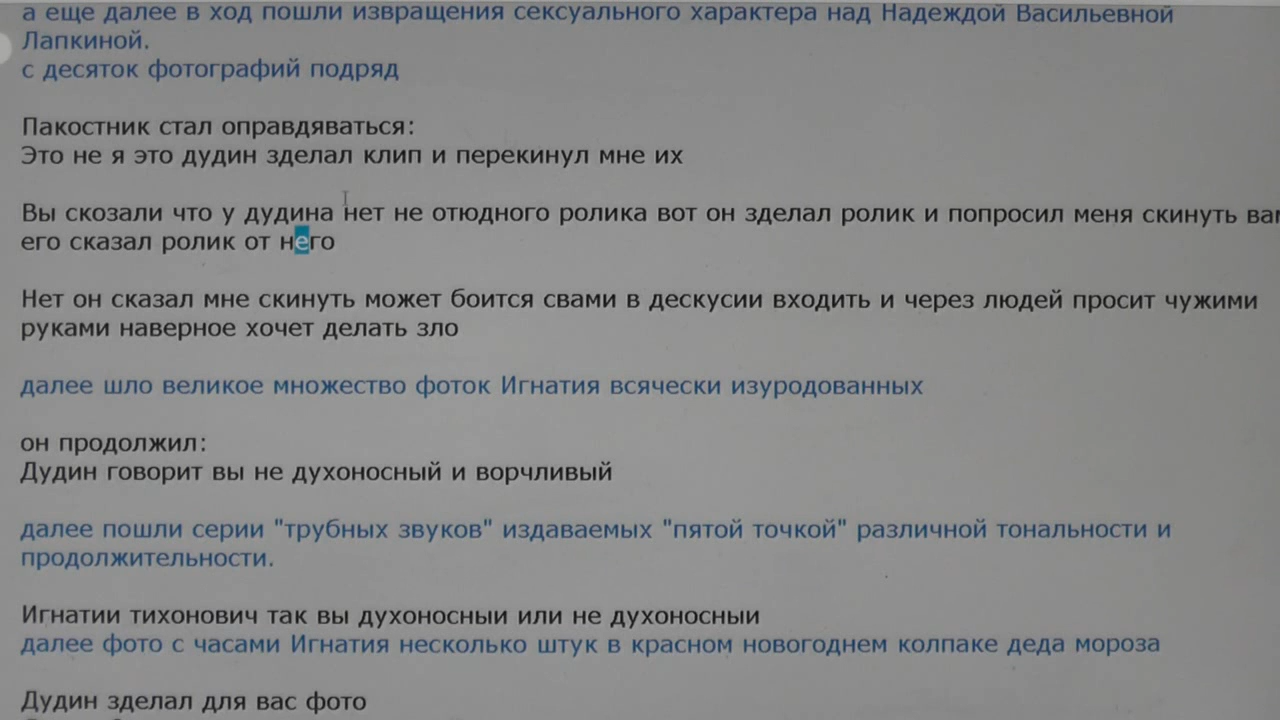 а еще далее в ход пошли извращения сексуального характера над Надеждой Васильевной
Лапкиной.
с десяток фотографий подряд
Пакостник стал оправдяваться:
Это не я это дудин зделал клип и перекинул мне их
Вы скозали что у дудина нет не отюдного ролика вот он зделал ролик и попросил меня скинуть
его сказал ролик от него
Нет он сказал мне скинуть может боится свами в дескусии входить и через людей просит чужими
руками наверное хочет делать зло
далее шло великое множество фоток Игнатия всячески изуродованных
он продолжил:
Дудин говорит вы не духоносный и ворчливый
далее пошли серии "трубных звуков" издаваемых "пятой точкой" различной тональности и
продолжительности.
Игнатии тихонович так вы духоносныи или не духоносныи
далее фото с часами Игнатия несколько штук в красном новогоднем колпаке деда мороза
Дудин зделал для вас фото